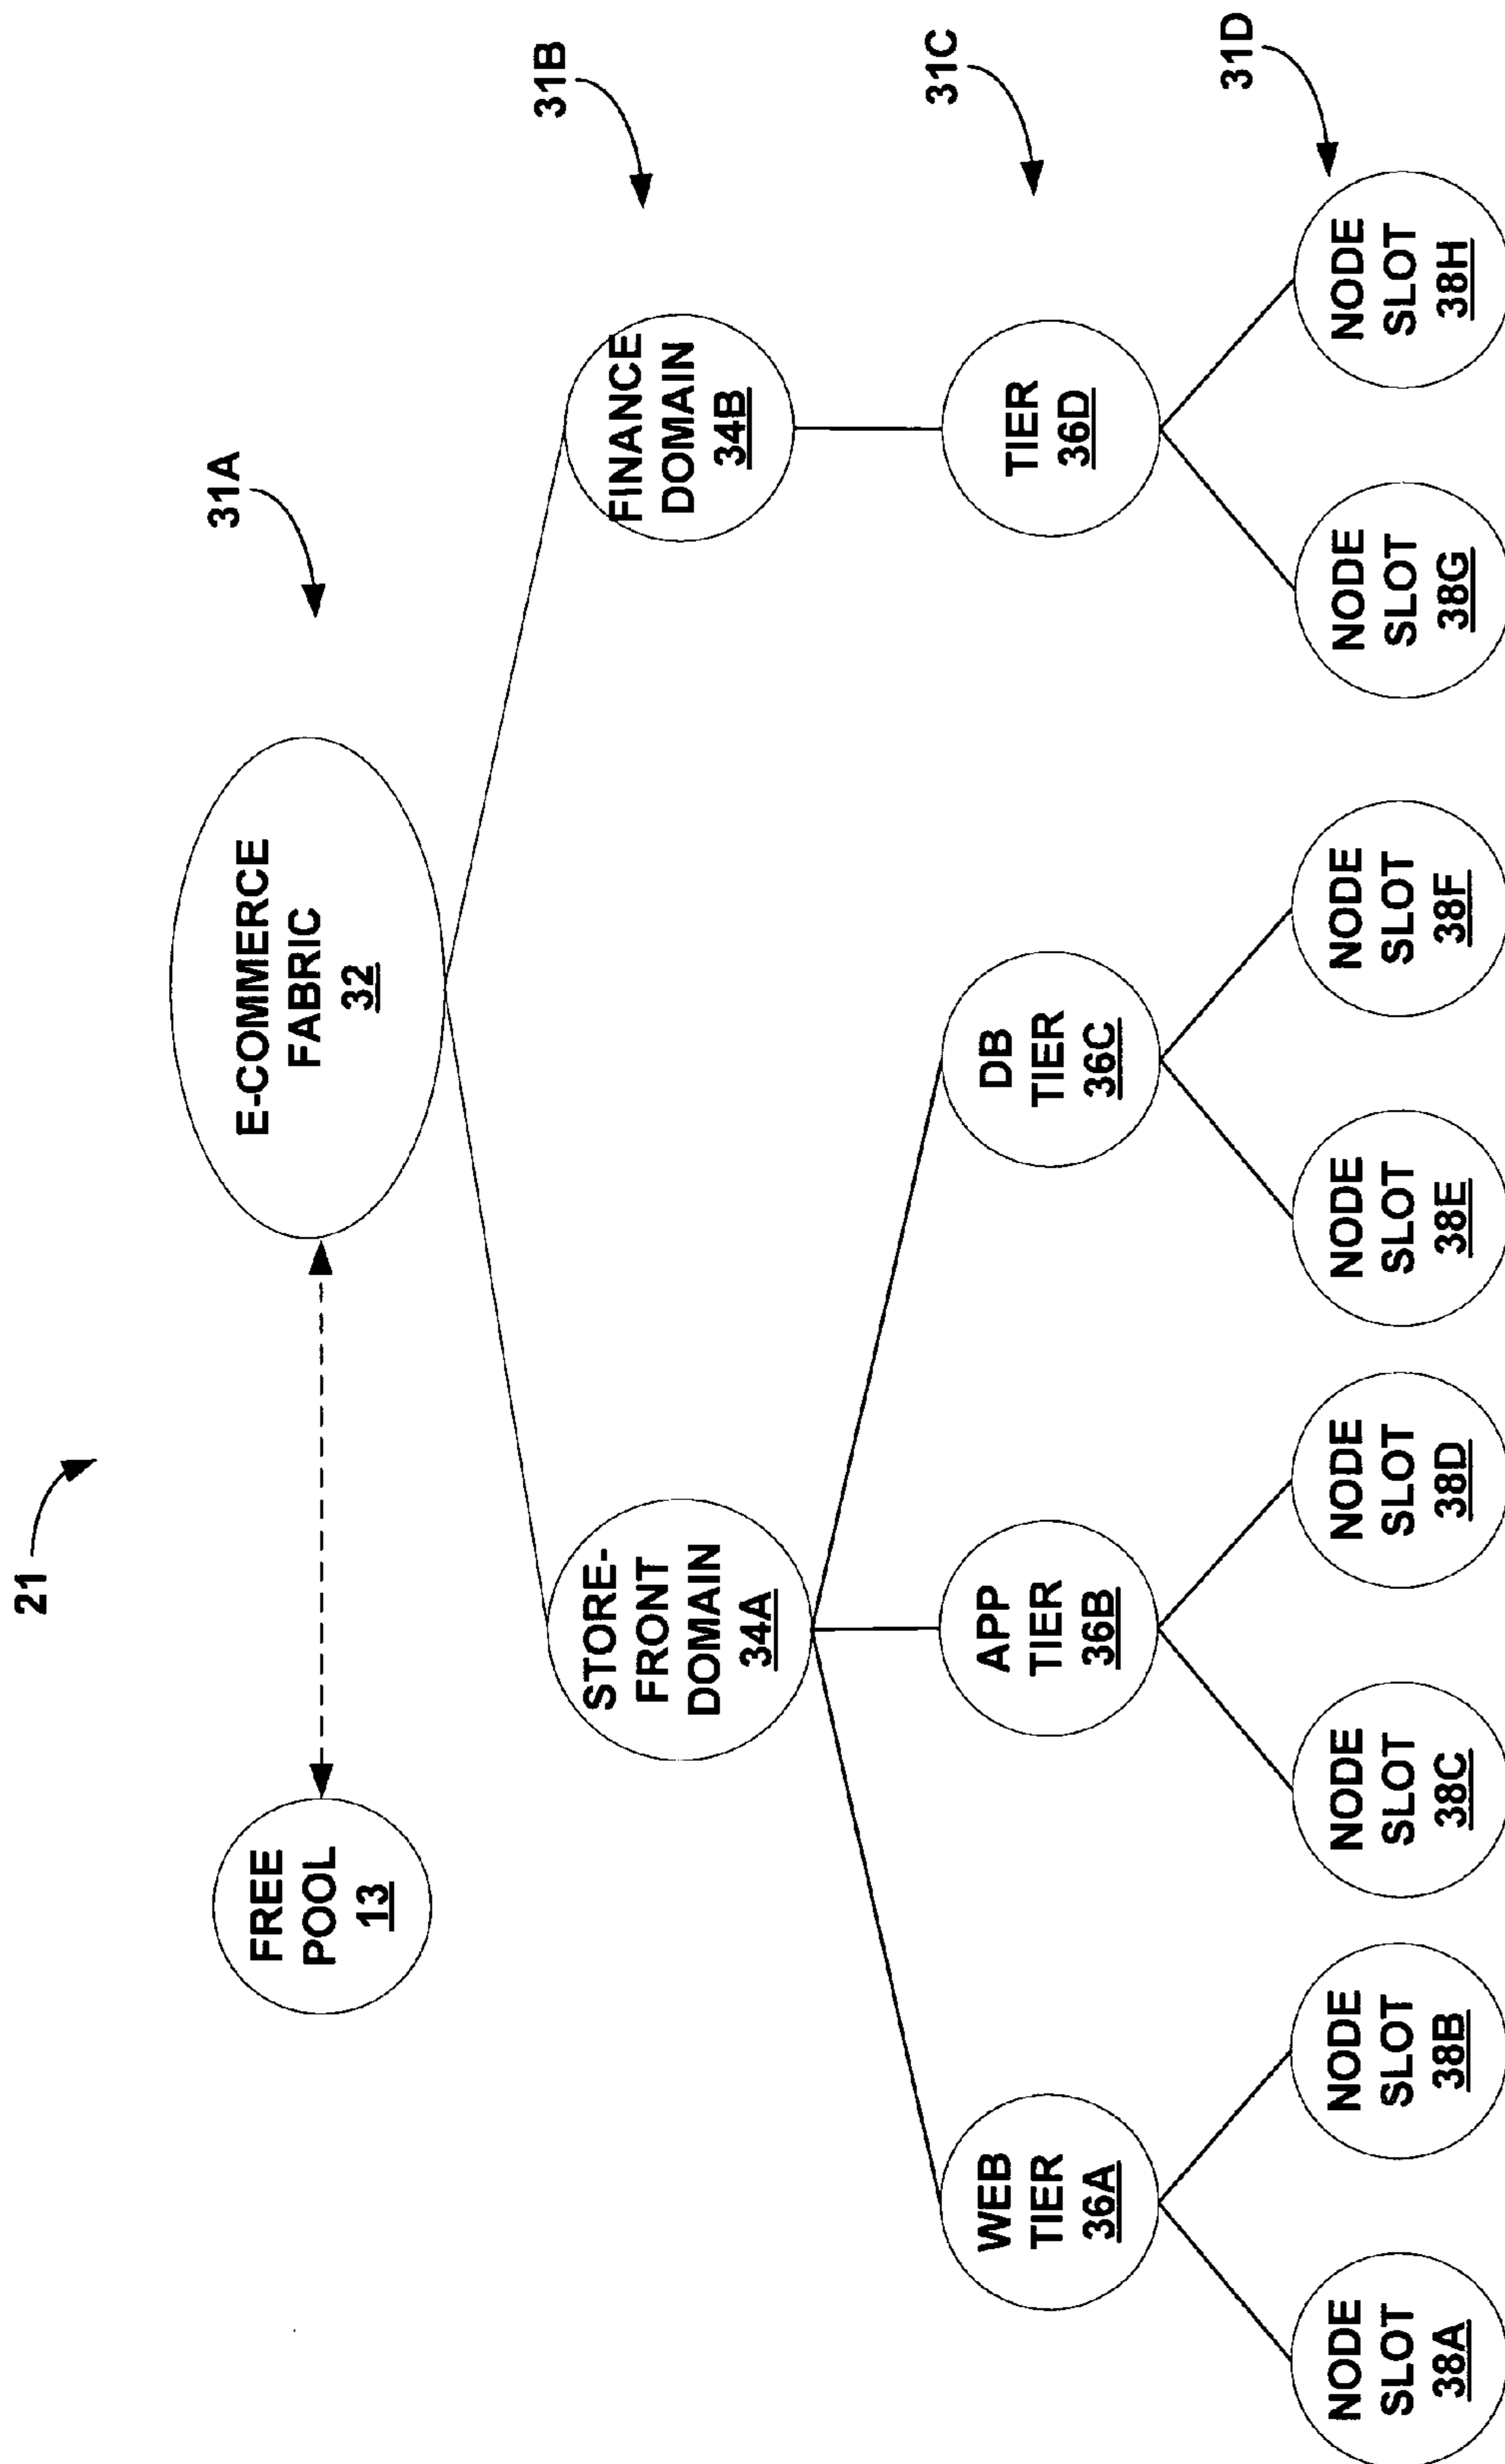 21
31A
FREE
POOL
13
E-COMMERCE
FABRIC
32
31B
STORE-
FRONT
DOMAIN
34A
FINANCE
DOMAIN
34B
31C
WEB
TIER
36A
APP
TIER
36B
DB
TIER
36C
TIER
36D
31D
NODE
SLOT
38A
NODE
SLOT
38B
NODE
SLOT
38C
NODE
SLOT
38D
NODE
SLOT
38E
NODE
SLOT
38F
NODE
SLOT
38G
NODE
SLOT
38H